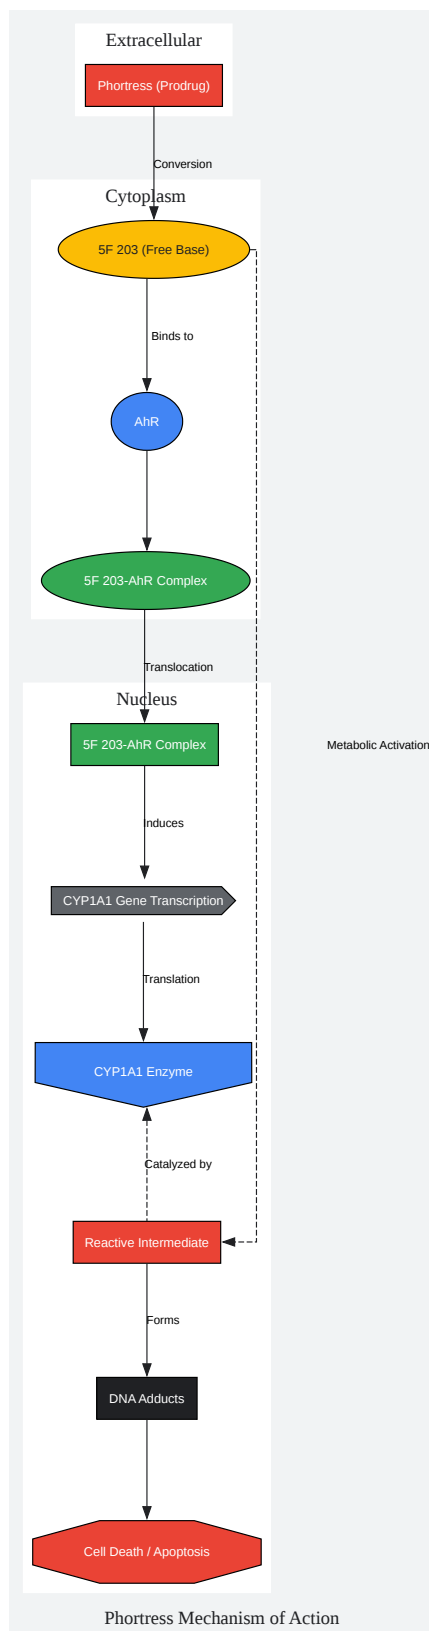 Extracellular
Phortress (Prodrug)
Conversion
Cytoplasm
5F 203 (Free Base)
Binds to
AhR
5F 203-AhR Complex
Translocation
Nucleus
5F 203-AhR Complex
Metabolic Activation
Induces
CYP1A1 Gene Transcription
Translation
CYP1A1 Enzyme
Catalyzed by
Reactive Intermediate
Forms
DNA Adducts
Cell Death / Apoptosis
Phortress Mechanism of Action